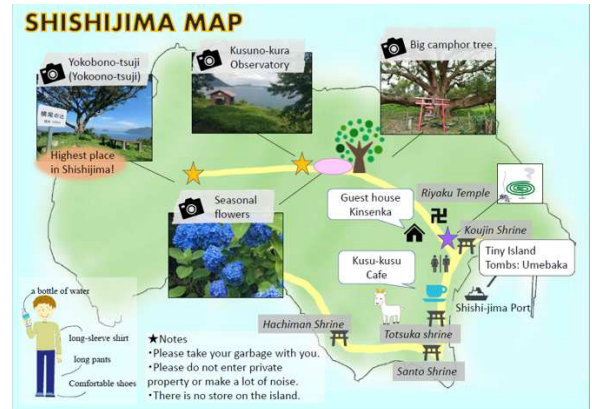 SHISHIJIMA MAP
Yokobono-tsuji
(Yokoono-tsuji)
Highest place
in Shishijima!
Kusuno-kura
Observatory
Big camphor tree
Seasonal
flowers
Guest house
Kinsenka
Riyaku Temple
卍
Koujin Shrine
Tiny Island
Tombs: Umebaka
Kusu-kusu
Cafe
Shishi-jima Port
Totsuka shrine
Hachiman Shrine
Santo Shrine
a bottle of water
long-sleeve shirt
long pants
Comfortable shoes
★Notes
・Please take your garbage with you.
・Please do not enter private
property or make a lot of noise.
・There is no store on the island.